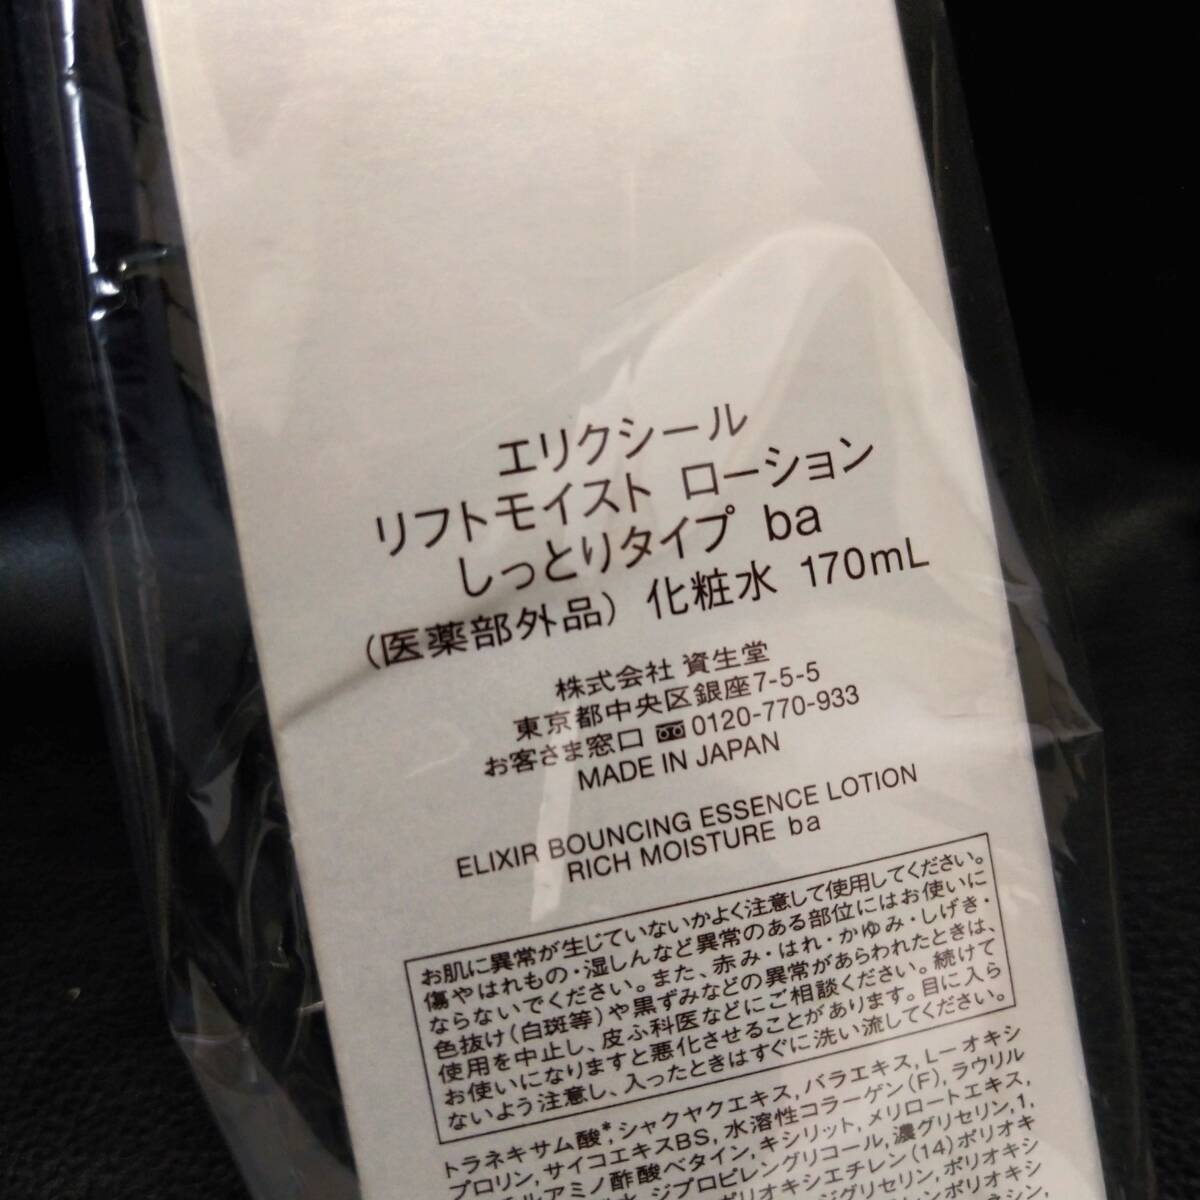 エリクシール
リフトモイスト ローション
しっとりタイプ ba
(医薬部外品) 化粧水 170mL
株式会社 資生堂
東京都中央区銀座7-5-5
お客さま窓口 0120-770-933
MADE IN JAPAN
ELIXIR BOUNCING ESSENCE LOTION
RICH MOISTURE ba
お肌に異常が生じていないかよく注意して使用してください。
傷やはれもの・湿しんなど異常のある部位にはお使いに
ならないでください。また、赤み・はれ・かゆみ・しげき・
色抜け(白斑等)や黒ずみなどの異常があらわれたときは、
使用を中止し、皮ふ科医などにご相談ください。続けて
お使いになりますと悪化させることがあります。目に入ら
ないよう注意し、入ったときはすぐに洗い流してください。
トラネキサム酸*,シャクヤクエキス,バラエキス,L-オキシ
プロリン,サイコエキスBS,水溶性コラーゲン(F),ラウリル
アミノ酢酸ベタイン,キシリット,メリロートエキス,
ジプロピレングリコール,濃グリセリン,1,
ポリオキシエチレン(14)ポリオキ
ジグリセリン,ポリオキシ